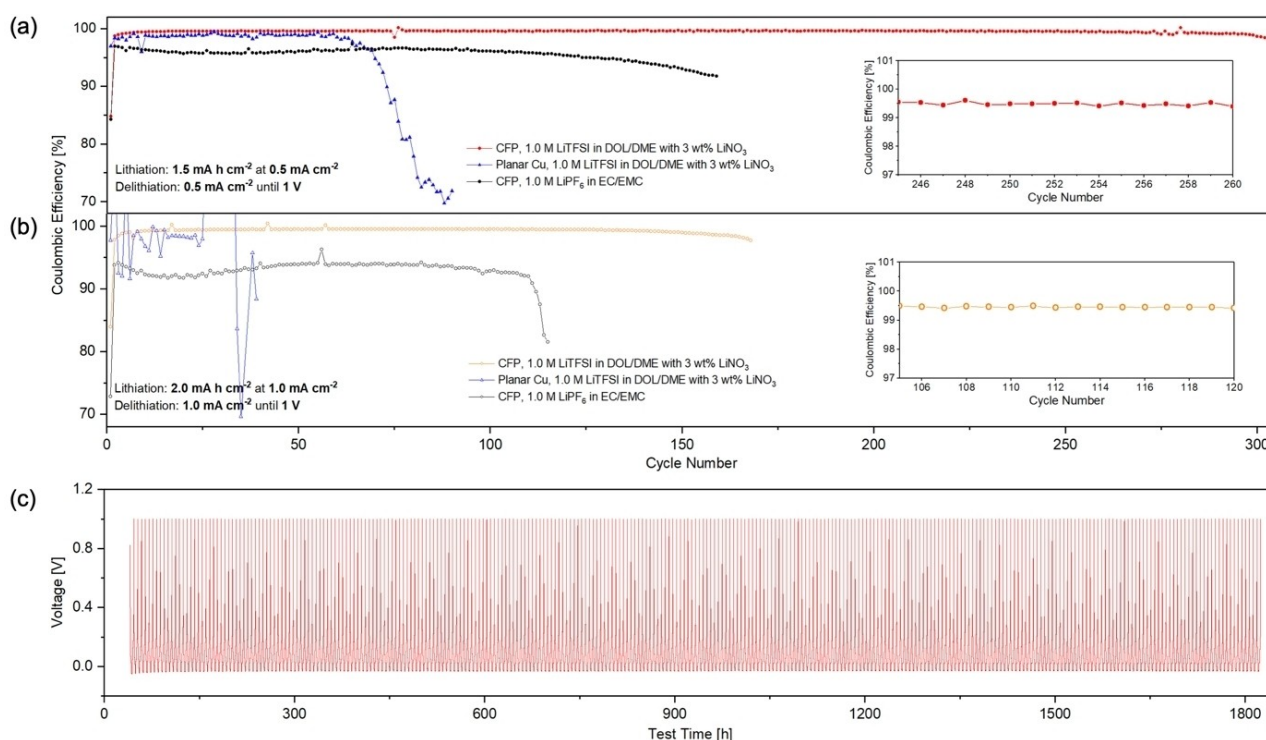 (a)
100
90
80
70
Coulombic Efficiency [%]
CFP, 1.0 M LiTFSI in DOL/DME with 3 wt% LiNO₃
Planar Cu, 1.0 M LiTFSI in DOL/DME with 3 wt% LiNO₃
CFP, 1.0 M LiPF₆ in EC/EMC
Lithiation: 1.5 mA h cm⁻² at 0.5 mA cm⁻²
Delithiation: 0.5 mA cm⁻² until 1 V
101
100
99
98
97
Coulombic Efficiency [%]
246 248 250 252 254 256 258 260
Cycle Number
(b)
100
90
80
70
CFP, 1.0 M LiTFSI in DOL/DME with 3 wt% LiNO₃
Planar Cu, 1.0 M LiTFSI in DOL/DME with 3 wt% LiNO₃
CFP, 1.0 M LiPF₆ in EC/EMC
Lithiation: 2.0 mA h cm⁻² at 1.0 mA cm⁻²
Delithiation: 1.0 mA cm⁻² until 1 V
101
100
99
98
97
Coulombic Efficiency [%]
106 108 110 112 114 116 118 120
Cycle Number
0 50 100 150 200 250 300
Cycle Number
(c)
1.2
0.8
0.4
0.0
Voltage [V]
0 300 600 900 1200 1500 1800
Test Time [h]